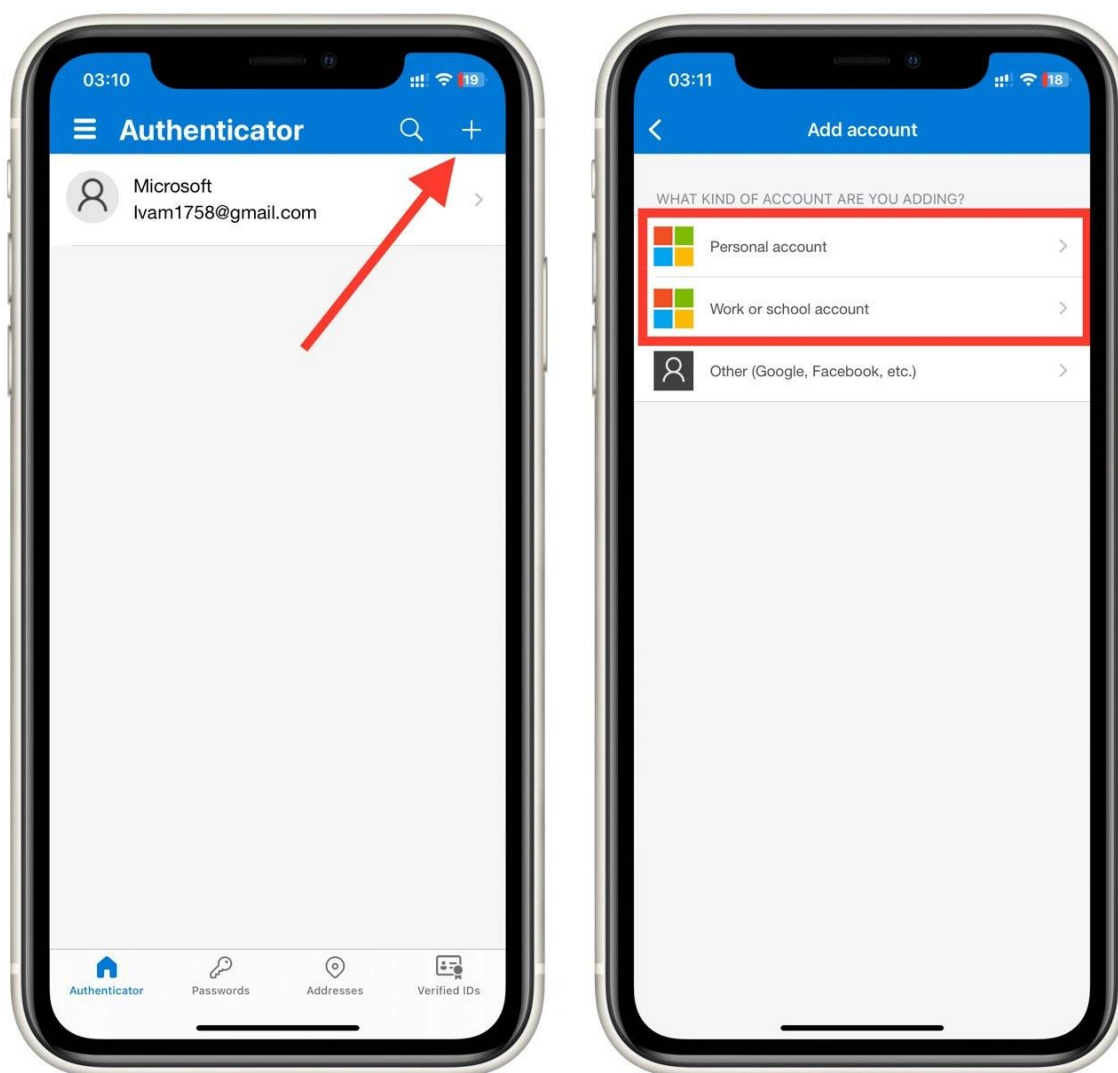 03:10
19
Authenticator
Microsoft
lvam1758@gmail.com
Authenticator
Passwords
Addresses
Verified IDs
03:11
18
Add account
WHAT KIND OF ACCOUNT ARE YOU ADDING?
Personal account
Work or school account
Other (Google, Facebook, etc.)